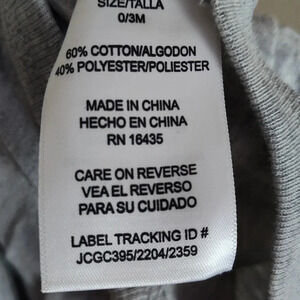 SIZE/TALLA
0/3M
60% COTTON/ALGODON
40% POLYESTER/POLIESTER
MADE IN CHINA
HECHO EN CHINA
RN 16435
CARE ON REVERSE
VEA EL REVERSO
PARA SU CUIDADO
LABEL TRACKING ID #
JCGC395/2204/2359